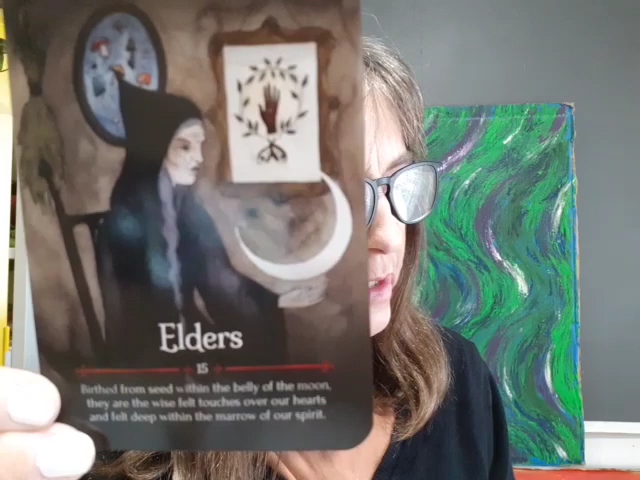 Elders
15
Birthed from seed within the belly of the moon,
they are the wise felt touches over our hearts
and felt deep within the marrow of our spirit.